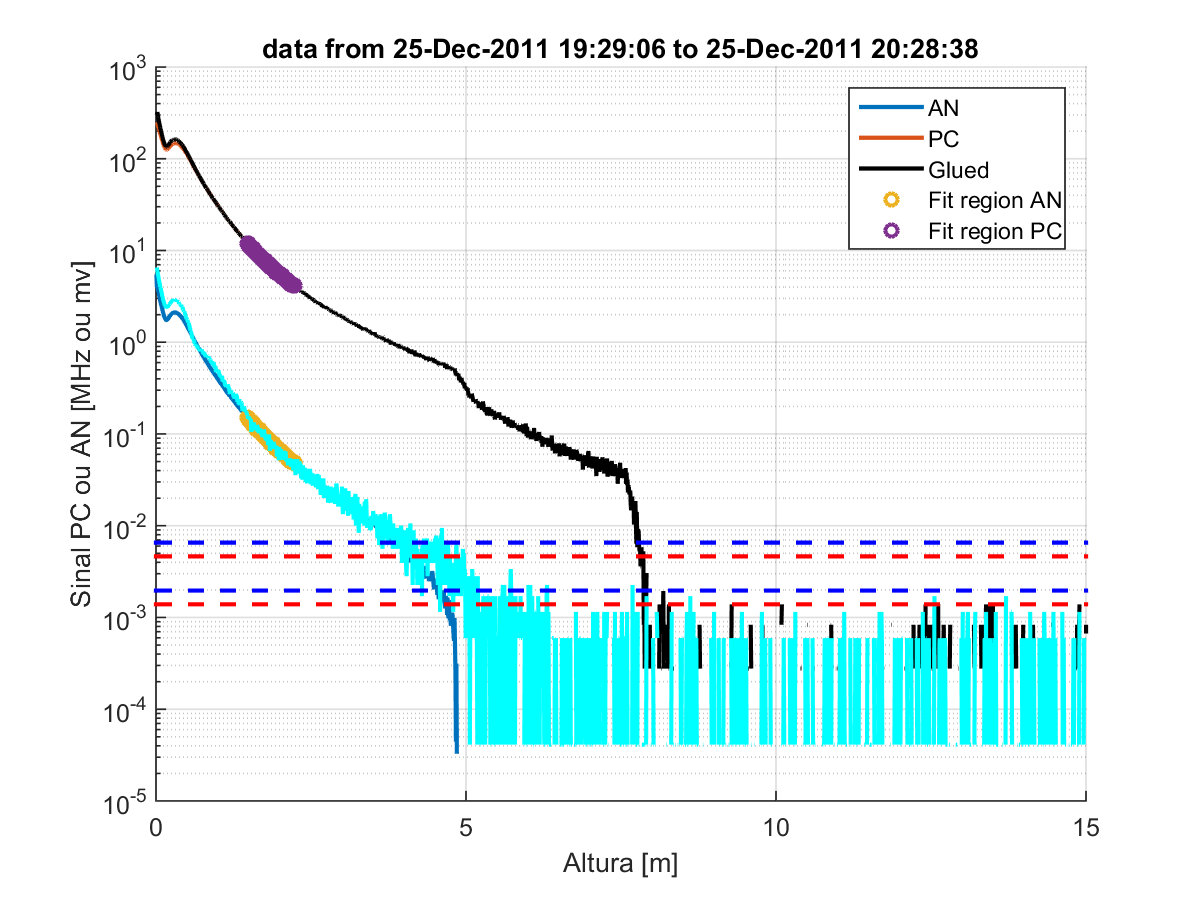 data from 25-Dec-2011 19:29:06 to 25-Dec-2011 20:28:38
10^3
10^2
10^1
10^0
10^-1
10^-2
10^-3
10^-4
10^-5
Sinal PC ou AN [MHz ou mv]
AN
PC
Glued
Fit region AN
Fit region PC
0 5 10 15
Altura [m]